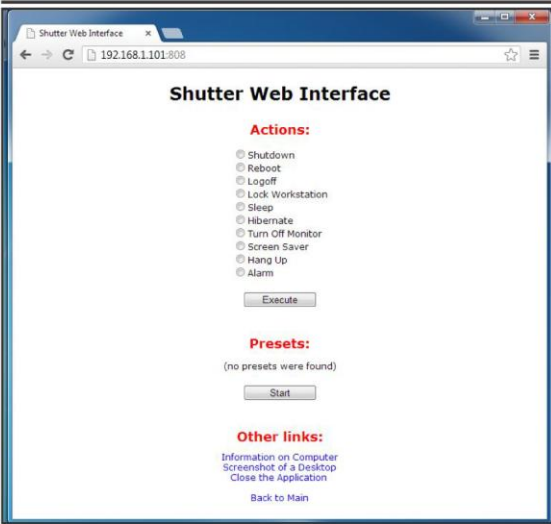 Shutter Web Interface
192.168.1.101:808
Shutter Web Interface
Actions:
Shutdown
Reboot
Logoff
Lock Workstation
Sleep
Hibernate
Turn Off Monitor
Screen Saver
Hang Up
Alarm
Execute
Presets:
(no presets were found)
Start
Other links:
Information on Computer
Screenshot of a Desktop
Close the Application
Back to Main